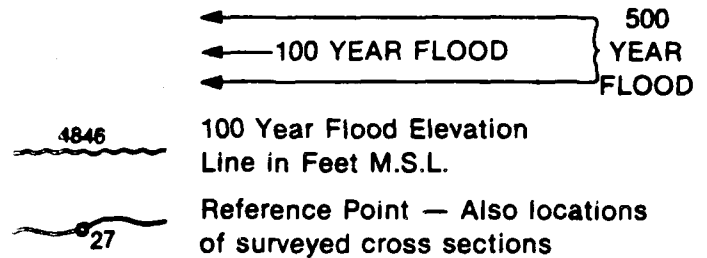 500
100 YEAR FLOOD YEAR
FLOOD
4846 100 Year Flood Elevation
Line in Feet M.S.L.
Reference Point — Also locations
27 of surveyed cross sections